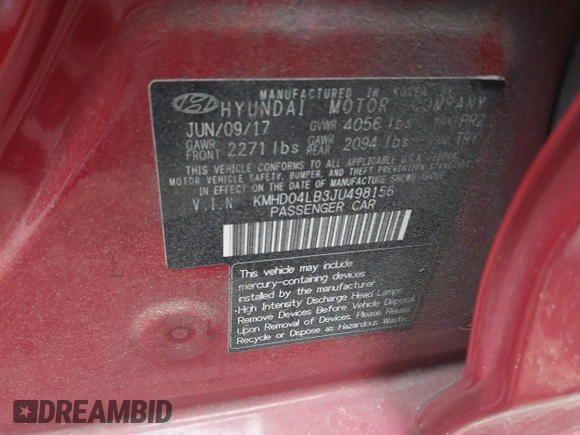 MANUFACTURED IN KOREA BY
HYUNDAI MOTOR COMPANY
JUN/09/17 GVWR 4056 lbs PAINT PR2
GAWR FRONT 2271 lbs GAWR REAR 2094 lbs TRIM TRY
THIS VEHICLE CONFORMS TO ALL APPLICABLE U.S.A. FEDERAL
MOTOR VEHICLE SAFETY, BUMPER, AND THEFT PREVENTION STANDARDS
IN EFFECT ON THE DATE OF MANUFACTURE SHOWN ABOVE
V.I.N KMHD04LB3JU498156
PASSENGER CAR
This vehicle may include
mercury-containing devices
installed by the manufacturer:
-High Intensity Discharge Head Lamps
Remove Devices Before Vehicle Disposal
Upon Removal of Devices, Please Reuse,
Recycle or Dispose as Hazardous Waste.
DREAMBID